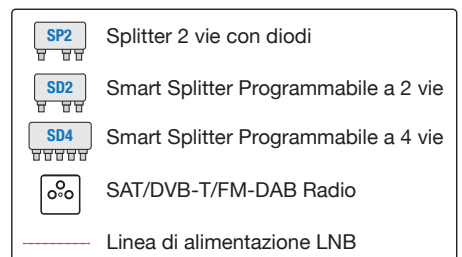 SP2 Splitter 2 vie con diodi
SD2 Smart Splitter Programmabile a 2 vie
SD4 Smart Splitter Programmabile a 4 vie
SAT/DVB-T/FM-DAB Radio
Linea di alimentazione LNB